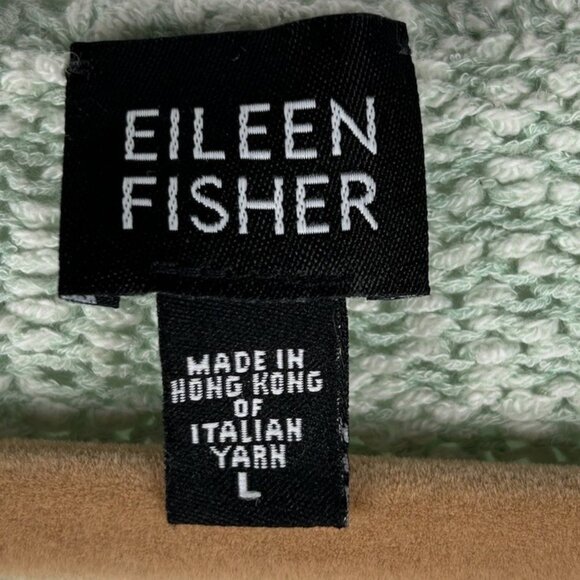 EILEEN
FISHER
MADE IN
HONG KONG
OF
ITALIAN
YARN
L